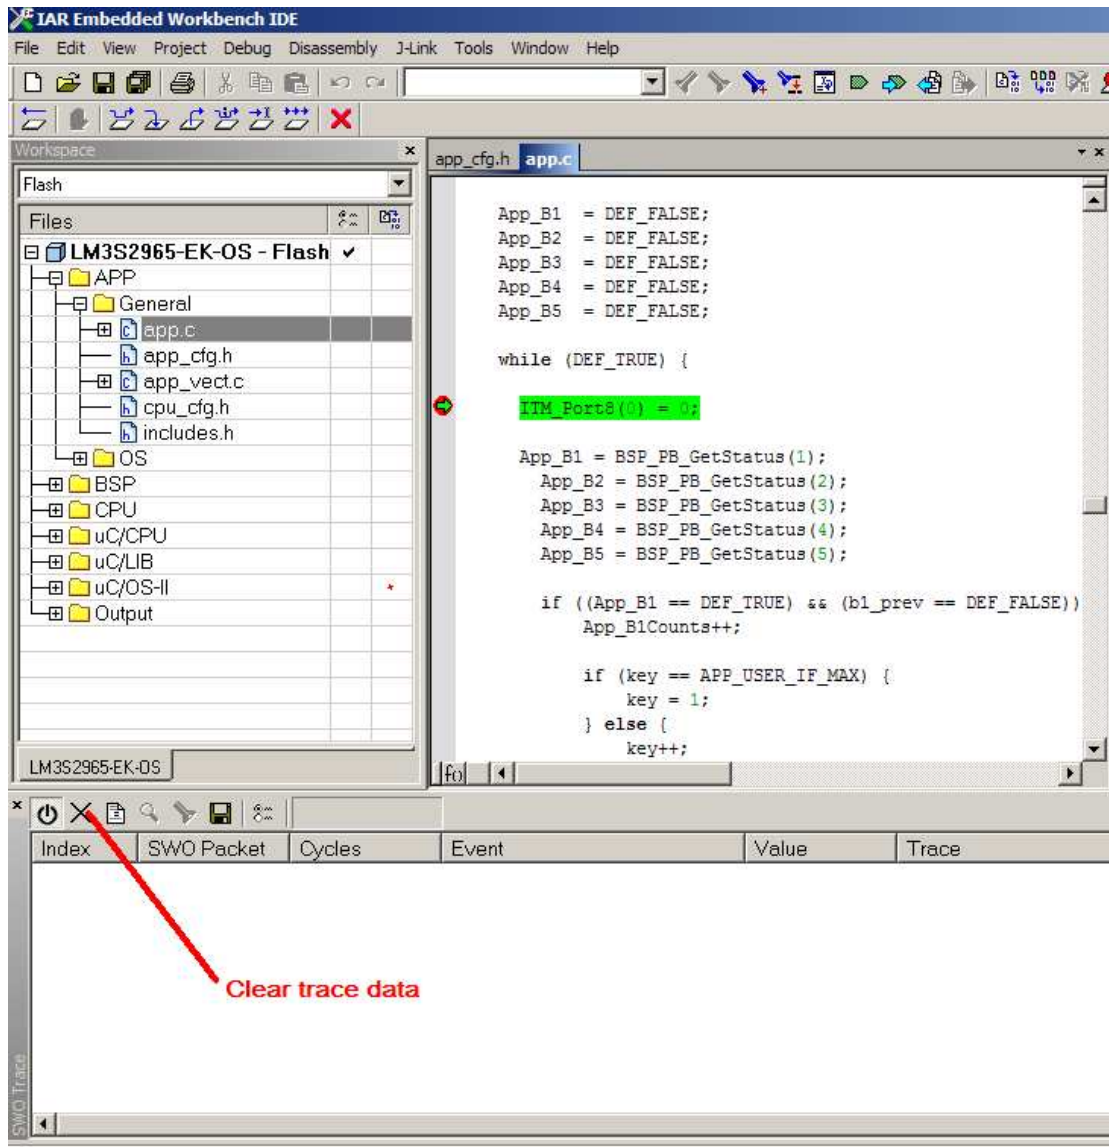 IAR Embedded Workbench IDE
File Edit View Project Debug Disassembly J-Link Tools Window Help
Workspace
Flash
Files
LM3S2965-EK-OS - Flash
APP
General
app.c
app_cfg.h
app_vect.c
cpu_cfg.h
includes.h
OS
BSP
CPU
uC/CPU
uC/LIB
uC/OS-II
Output
LM3S2965-EK-OS
app_cfg.h app.c
App_B1 = DEF_FALSE;
App_B2 = DEF_FALSE;
App_B3 = DEF_FALSE;
App_B4 = DEF_FALSE;
App_B5 = DEF_FALSE;
while (DEF_TRUE) {
ITM_Port8(0) = 0;
App_B1 = BSP_PB_GetStatus(1);
App_B2 = BSP_PB_GetStatus(2);
App_B3 = BSP_PB_GetStatus(3);
App_B4 = BSP_PB_GetStatus(4);
App_B5 = BSP_PB_GetStatus(5);
if ((App_B1 == DEF_TRUE) && (b1_prev == DEF_FALSE))
App_B1Counts++;
if (key == APP_USER_IF_MAX) {
key = 1;
} else {
key++;
f()
Index SWO Packet Cycles Event Value Trace
Clear trace data
SWO Trace